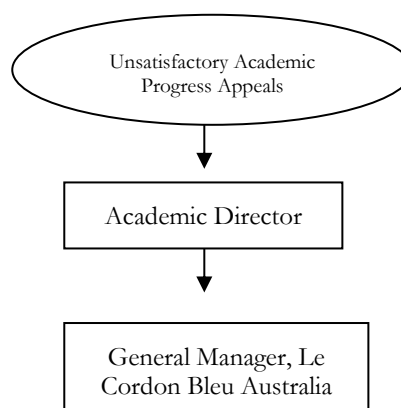 Unsatisfactory Academic
Progress Appeals
Academic Director
General Manager, Le
Cordon Bleu Australia